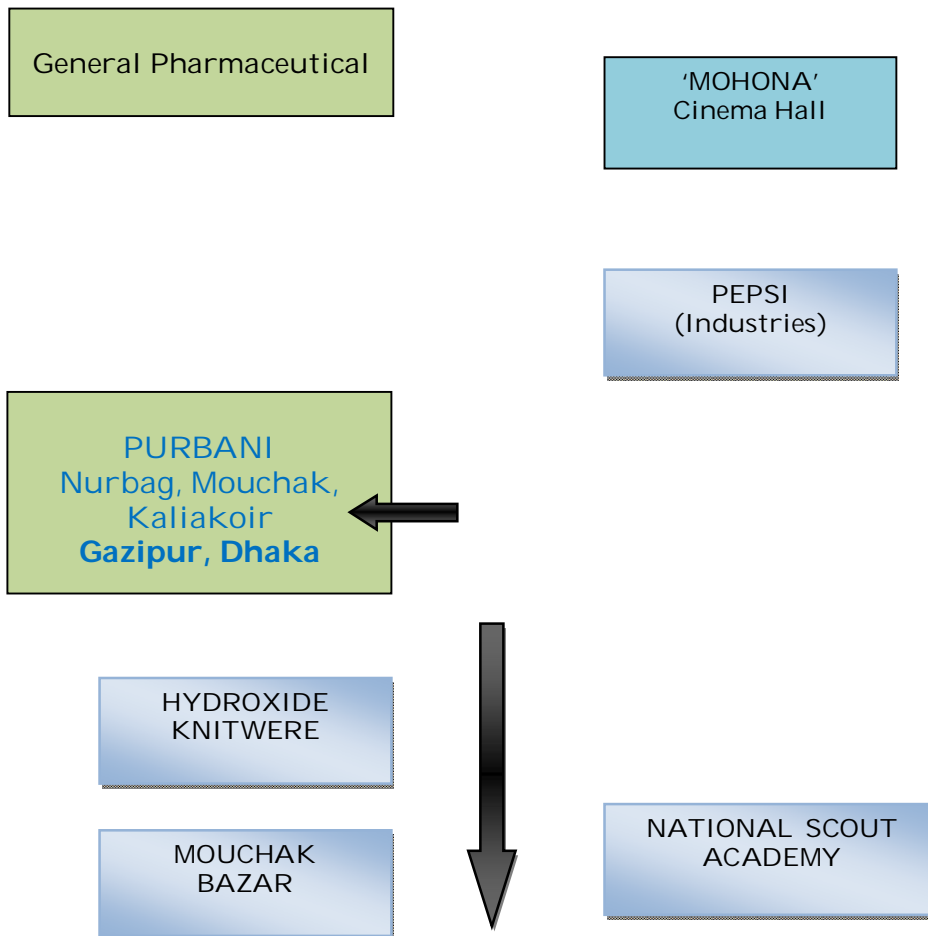 General Pharmaceutical
‘MOHONA’
Cinema Hall
PEPSI
(Industries)
PURBANI
Nurbag, Mouchak,
Kaliakoir
Gazipur, Dhaka
HYDROXIDE
KNITWERE
MOUCHAK
BAZAR
NATIONAL SCOUT
ACADEMY